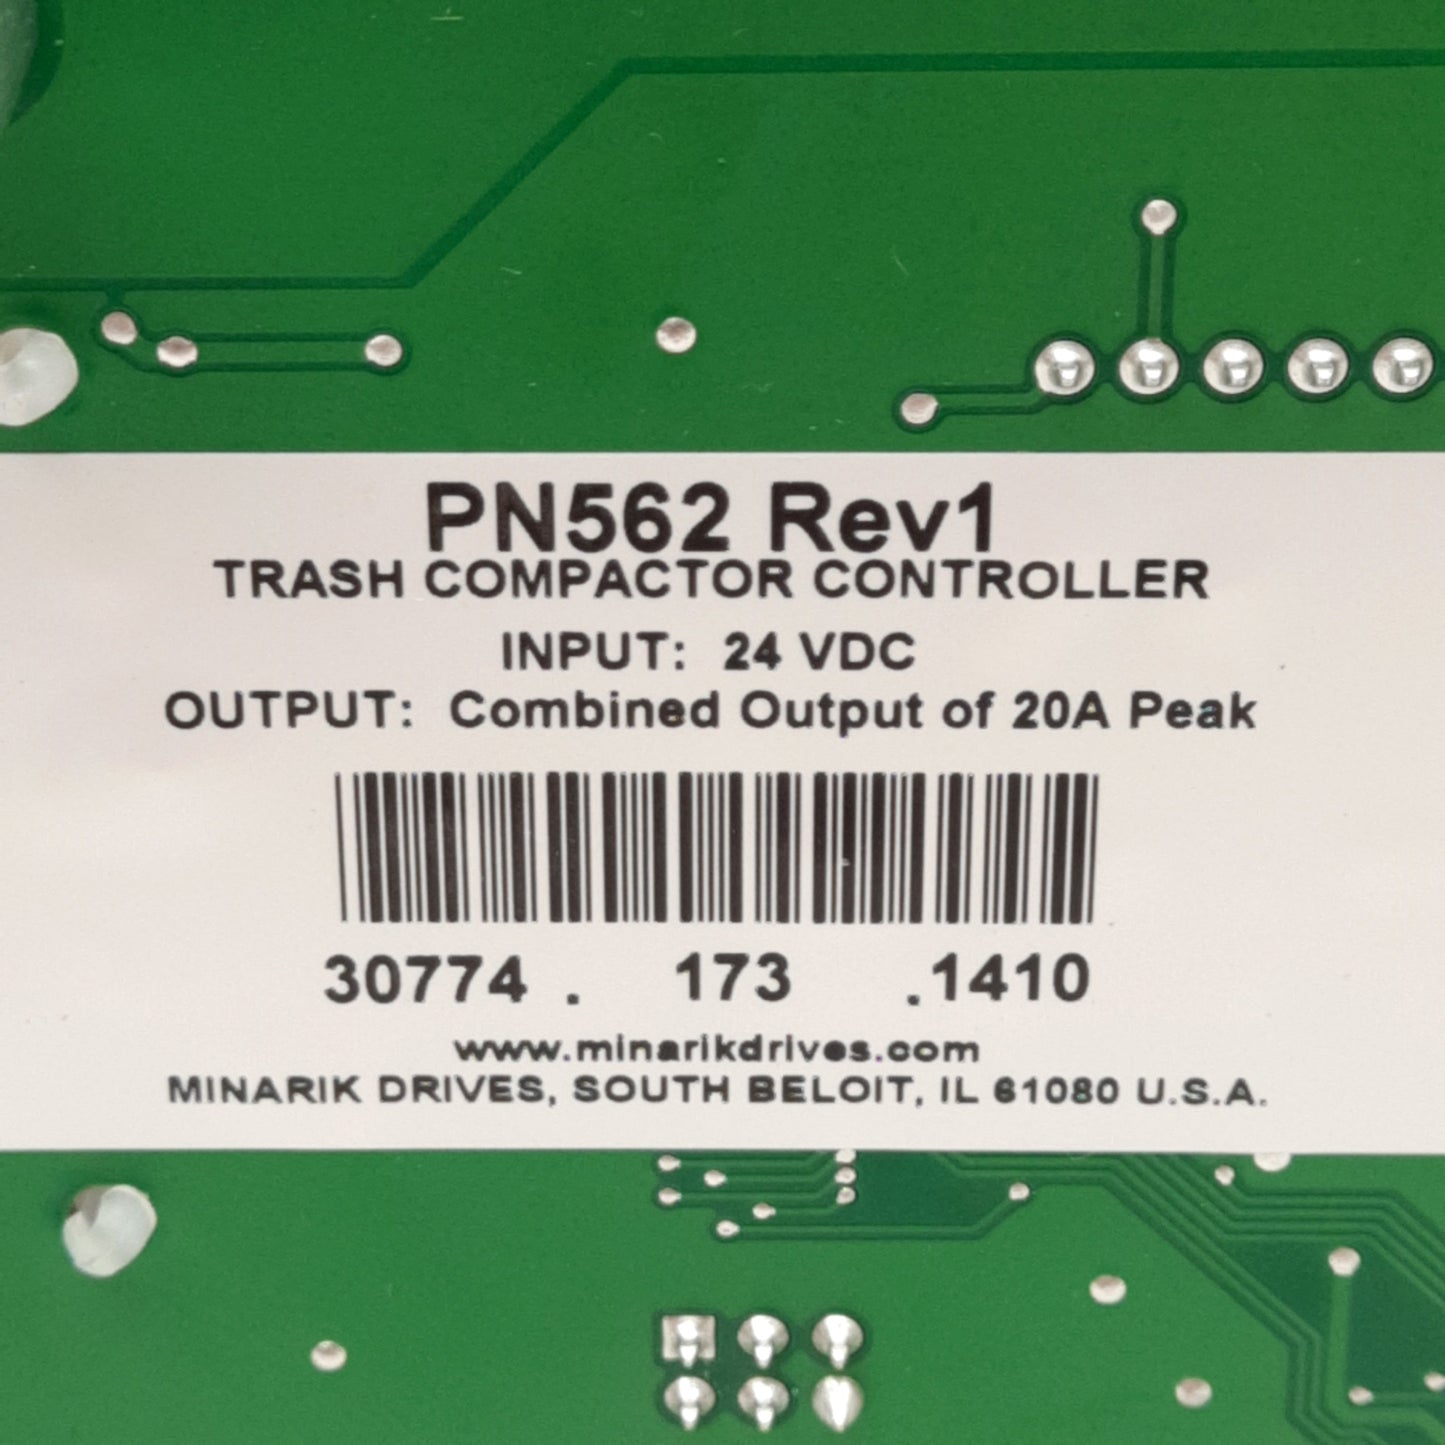 PN562 Rev1
TRASH COMPACTOR CONTROLLER
INPUT: 24 VDC
OUTPUT: Combined Output of 20A Peak
30774 . 173 .1410
www.minarikdrives.com
MINARIK DRIVES, SOUTH BELOIT, IL 61080 U.S.A.